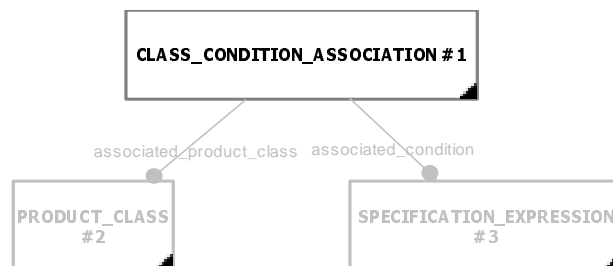 CLASS_CONDITION_ASSOCIATION #1
associated_product_class
associated_condition
PRODUCT_CLASS
#2
SPECIFICATION_EXPRESSION
#3